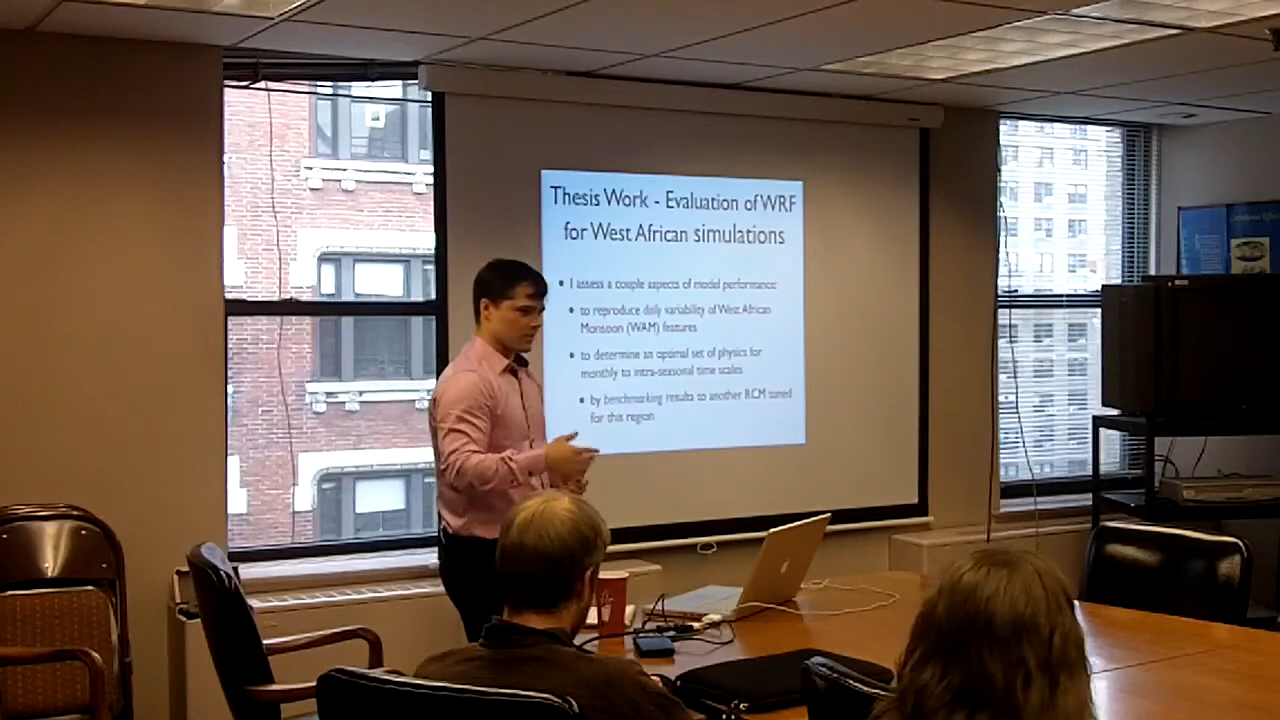 Thesis Work - Evaluation of WRF
for West African simulations
• I assess a couple aspects of model performance:
• to reproduce daily variability of West African
Monsoon (WAM) features
• to determine an optimal set of physics for
monthly to intra-seasonal time scales
• by benchmarking results to another RCM tuned
for this region